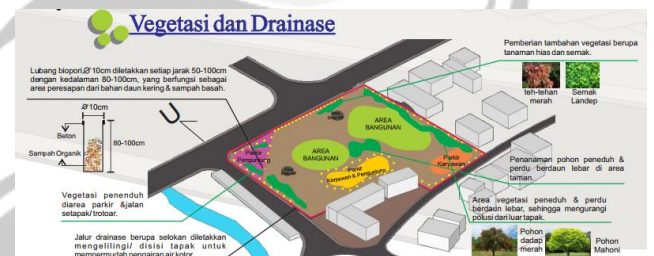 Vegetasi dan Drainase
Lubang biopori,Ø 10cm diletakkan setiap jarak 50-100cm
dengan kedalaman 80-100cm, yang berfungsi sebagai
area peresapan dari bahan daun kering & sampah basah.
Ø 10cm
Beton
Sampah Organik
80-100cm
Vegetasi penenduh
diarea parkir &jalan
setapak/ trotoar.
Jalur drainase berupa selokan diletakkan
mengelilingi/ disisi tapak untuk
mempermudah pengairan air kotor.
Parkir
Pengunjung
AREA
BANGUNAN
AREA
BANGUNAN
Parkir
Karyawan & Pengunjung
Parkir
Karyawan
Pemberian tambahan vegetasi berupa
tanaman hias dan semak.
teh-tehan
merah
Semak
Landep
Penanaman pohon peneduh &
perdu berdaun lebar di area
taman.
Area vegetasi peneduh & perdu
berdaun lebar, sehingga mengurangi
polusi dari luar tapak.
Pohon
dadap
merah
Pohon
Mahoni